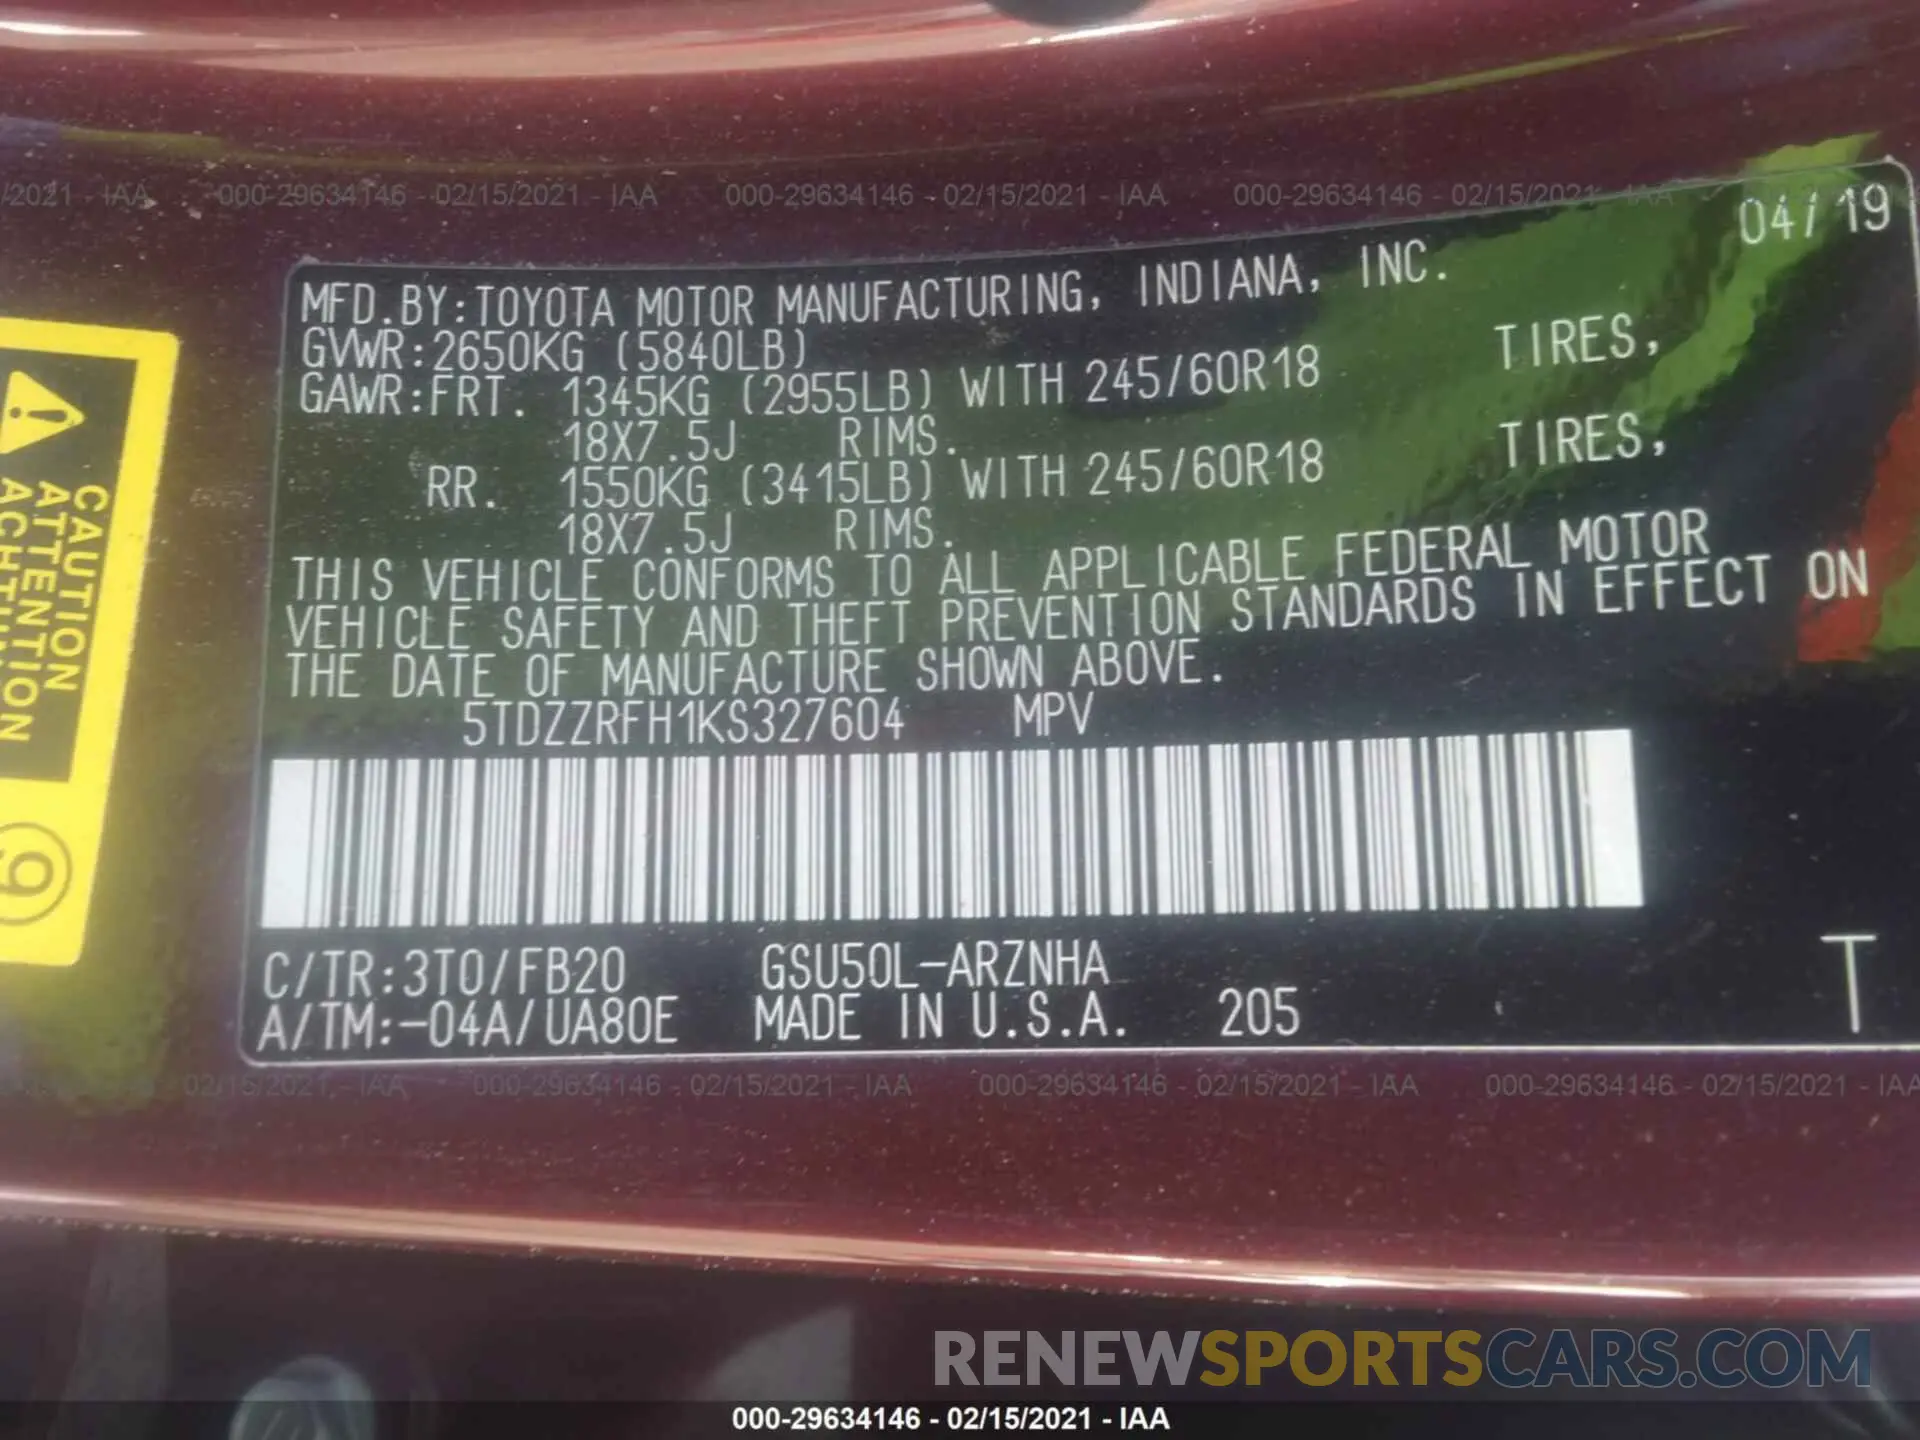 /2021 - IAA 000-29634146 - 02/15/2021 - IAA 000-29634146 - 02/15/2021 - IAA 000-29634146 - 02/15/2021 - IAA
04/19
MFD.BY:TOYOTA MOTOR MANUFACTURING, INDIANA, INC.
GVWR:2650KG (5840LB)
GAWR:FRT. 1345KG (2955LB) WITH 245/60R18 TIRES,
18X7.5J RIMS.
RR. 1550KG (3415LB) WITH 245/60R18 TIRES,
18X7.5J RIMS.
THIS VEHICLE CONFORMS TO ALL APPLICABLE FEDERAL MOTOR
VEHICLE SAFETY AND THEFT PREVENTION STANDARDS IN EFFECT ON
THE DATE OF MANUFACTURE SHOWN ABOVE.
5TDZZRFH1KS327604 MPV
C/TR:3T0/FB20 GSU50L-ARZNHA
A/TM:-04A/UA80E MADE IN U.S.A. 205
T
CAUTION
ATTENTION
9
02/15/2021 - IAA 000-29634146 - 02/15/2021 - IAA 000-29634146 - 02/15/2021 - IAA 000-29634146 - 02/15/2021 - IAA
RENEWSPORTSCARS.COM
000-29634146 - 02/15/2021 - IAA